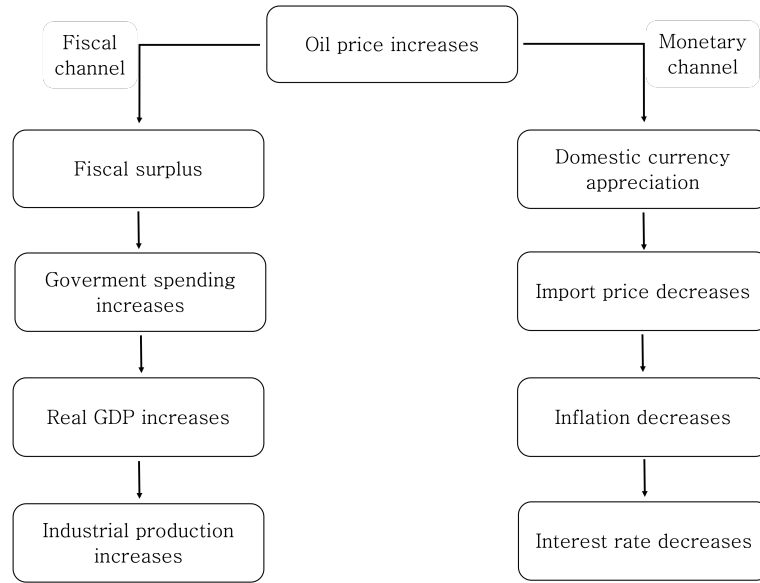 Oil price increases
Fiscal
channel
Monetary
channel
Fiscal surplus
Domestic currency
appreciation
Goverment spending
increases
Import price decreases
Real GDP increases
Inflation decreases
Industrial production
increases
Interest rate decreases